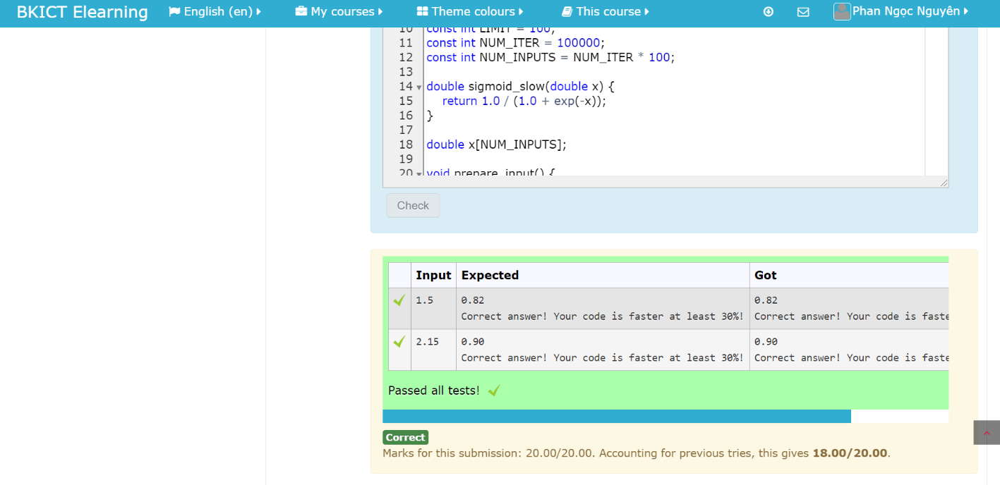 BKICT Elearning English (en) My courses Theme colours This course Phan Ngọc Nguyên
10 const int LIMIT = 100;
11 const int NUM_ITER = 100000;
12 const int NUM_INPUTS = NUM_ITER * 100;
13
14 double sigmoid_slow(double x) {
15 return 1.0 / (1.0 + exp(-x));
16 }
17
18 double x[NUM_INPUTS];
19
20 void prepare_input() {
Check
Input Expected Got
1.5 0.82 0.82
Correct answer! Your code is faster at least 30%! Correct answer! Your code is faste
2.15 0.90 0.90
Correct answer! Your code is faster at least 30%! Correct answer! Your code is faste
Passed all tests!
Correct
Marks for this submission: 20.00/20.00. Accounting for previous tries, this gives 18.00/20.00.